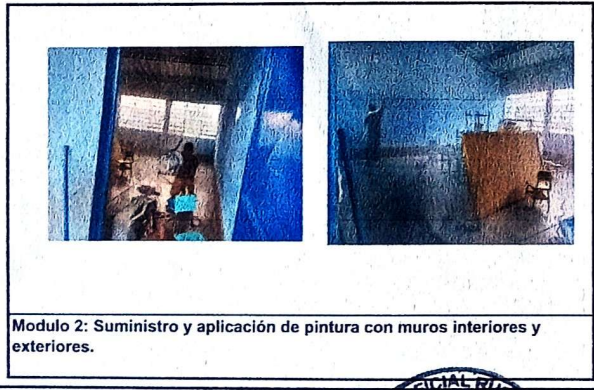 Modulo 2: Suministro y aplicación de pintura con muros interiores y
exteriores.